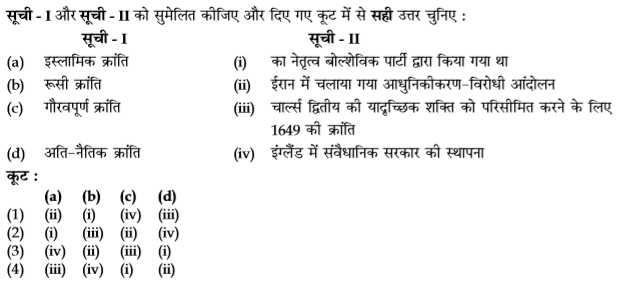 सूची - I और सूची - II को सुमेलित कीजिए और दिए गए कूट में से सही उत्तर चुनिए :
सूची - I सूची - II
(a) इस्लामिक क्रांति (i) का नेतृत्व बोल्शेविक पार्टी द्वारा किया गया था
(b) रूसी क्रांति (ii) ईरान में चलाया गया आधुनिकीकरण-विरोधी आंदोलन
(c) गौरवपूर्ण क्रांति (iii) चार्ल्स द्वितीय की यादृच्छिक शक्ति को परिसीमित करने के लिए
1649 की क्रांति
(d) अति-नैतिक क्रांति (iv) इंग्लैंड में संवैधानिक सरकार की स्थापना
कूट :
(a) (b) (c) (d)
(1) (ii) (i) (iv) (iii)
(2) (i) (iii) (ii) (iv)
(3) (iv) (ii) (iii) (i)
(4) (iii) (iv) (i) (ii)